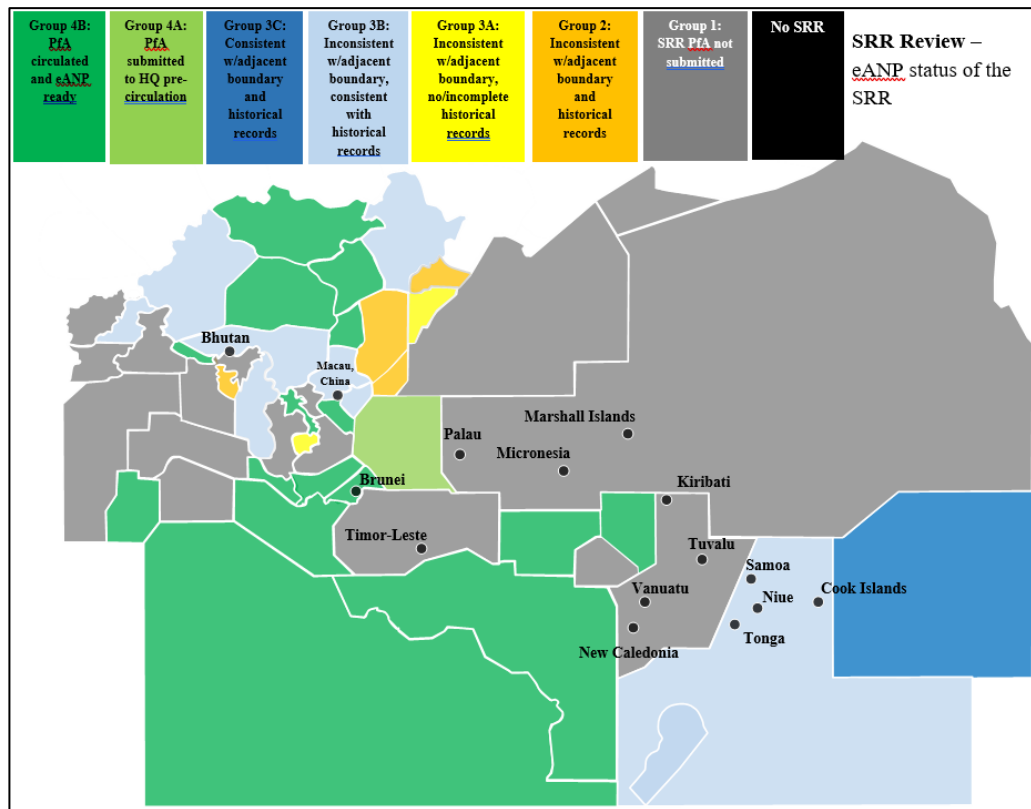 Group 4B:
PfA
circulated
and eANP
ready
Group 4A:
PfA
submitted
to HQ pre-
circulation
Group 3C:
Consistent
w/adjacent
boundary
and
historical
records
Group 3B:
Inconsistent
w/adjacent
boundary,
consistent
with
historical
records
Group 3A:
Inconsistent
w/adjacent
boundary,
no/incomplete
historical
records
Group 2:
Inconsistent
w/adjacent
boundary
and
historical
records
Group 1:
SRR PfA not
submitted
No SRR
SRR Review –
eANP status of the
SRR
Bhutan
Macau,
China
Marshall Islands
Palau
Micronesia
Brunei
Kiribati
Timor-Leste
Tuvalu
Samoa
Vanuatu
Niue
Cook Islands
Tonga
New Caledonia